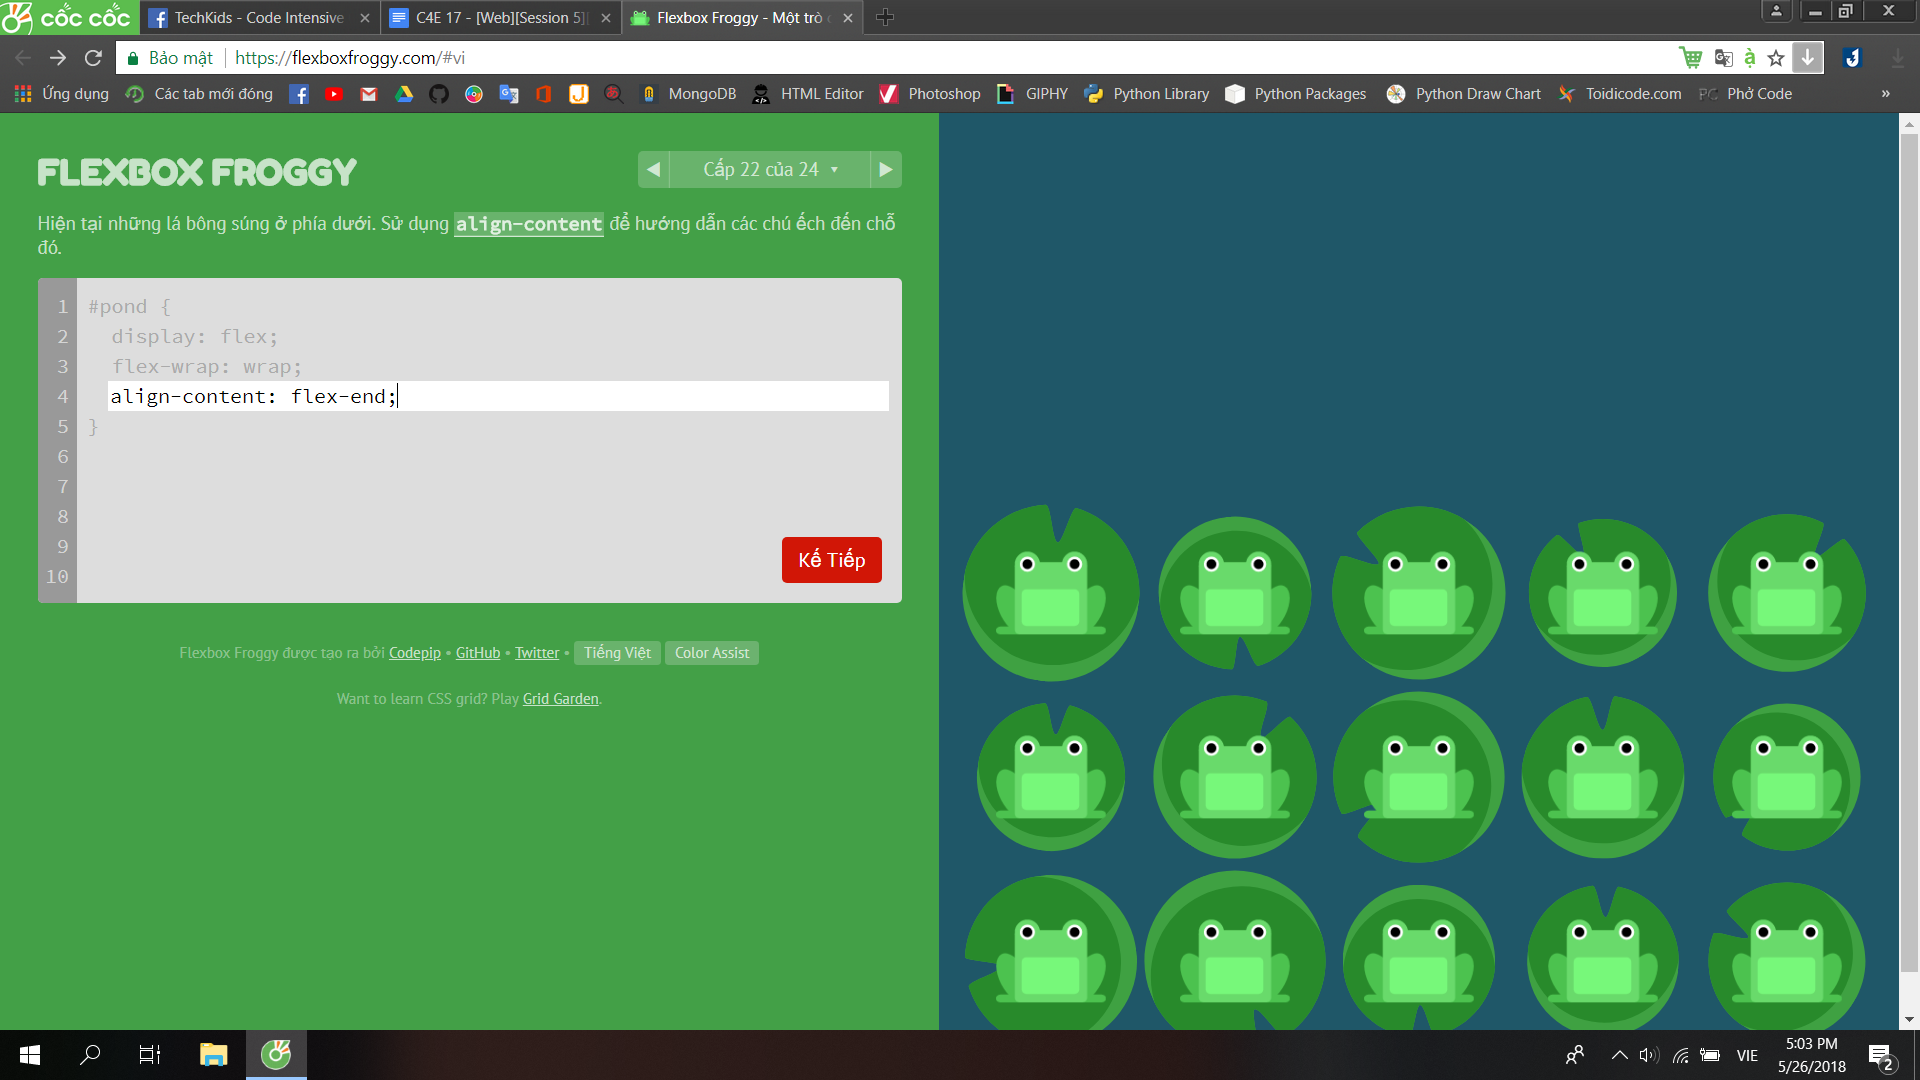 cốc cốc
TechKids - Code Intensive
C4E 17 - [Web][Session 5]
Flexbox Froggy - Một trò
Bảo mật
https://flexboxfroggy.com/#vi
Ứng dụng
Các tab mới đóng
MongoDB
HTML Editor
Photoshop
GIPHY
Python Library
Python Packages
Python Draw Chart
Toidicode.com
PC
Phở Code
»
FLEXBOX FROGGY
Cấp 22 của 24
Hiện tại những lá bông súng ở phía dưới. Sử dụng align-content để hướng dẫn các chú ếch đến chỗ
đó.
1 #pond {
2 display: flex;
3 flex-wrap: wrap;
4 align-content: flex-end;
5 }
6
7
8
9
10
Kế Tiếp
Flexbox Froggy được tạo ra bởi Codepip • GitHub • Twitter • Tiếng Việt Color Assist
Want to learn CSS grid? Play Grid Garden.
VIE
5:03 PM
5/26/2018
2